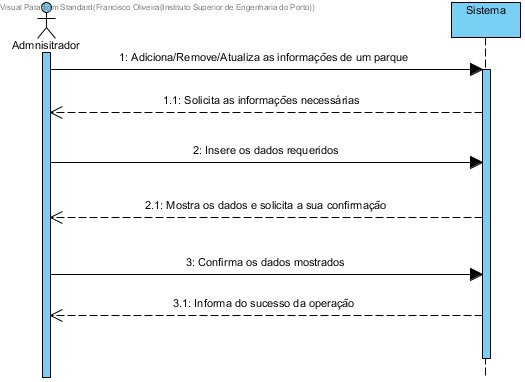 Visual Paradigm Standard(Francisco Oliveira(Instituto Superior de Engenharia do Porto))
Sistema
Admnisitrador
1: Adiciona/Remove/Atualiza as informações de um parque
1.1: Solicita as informações necessárias
2: Insere os dados requeridos
2.1: Mostra os dados e solicita a sua confirmação
3: Confirma os dados mostrados
3.1: Informa do sucesso da operação